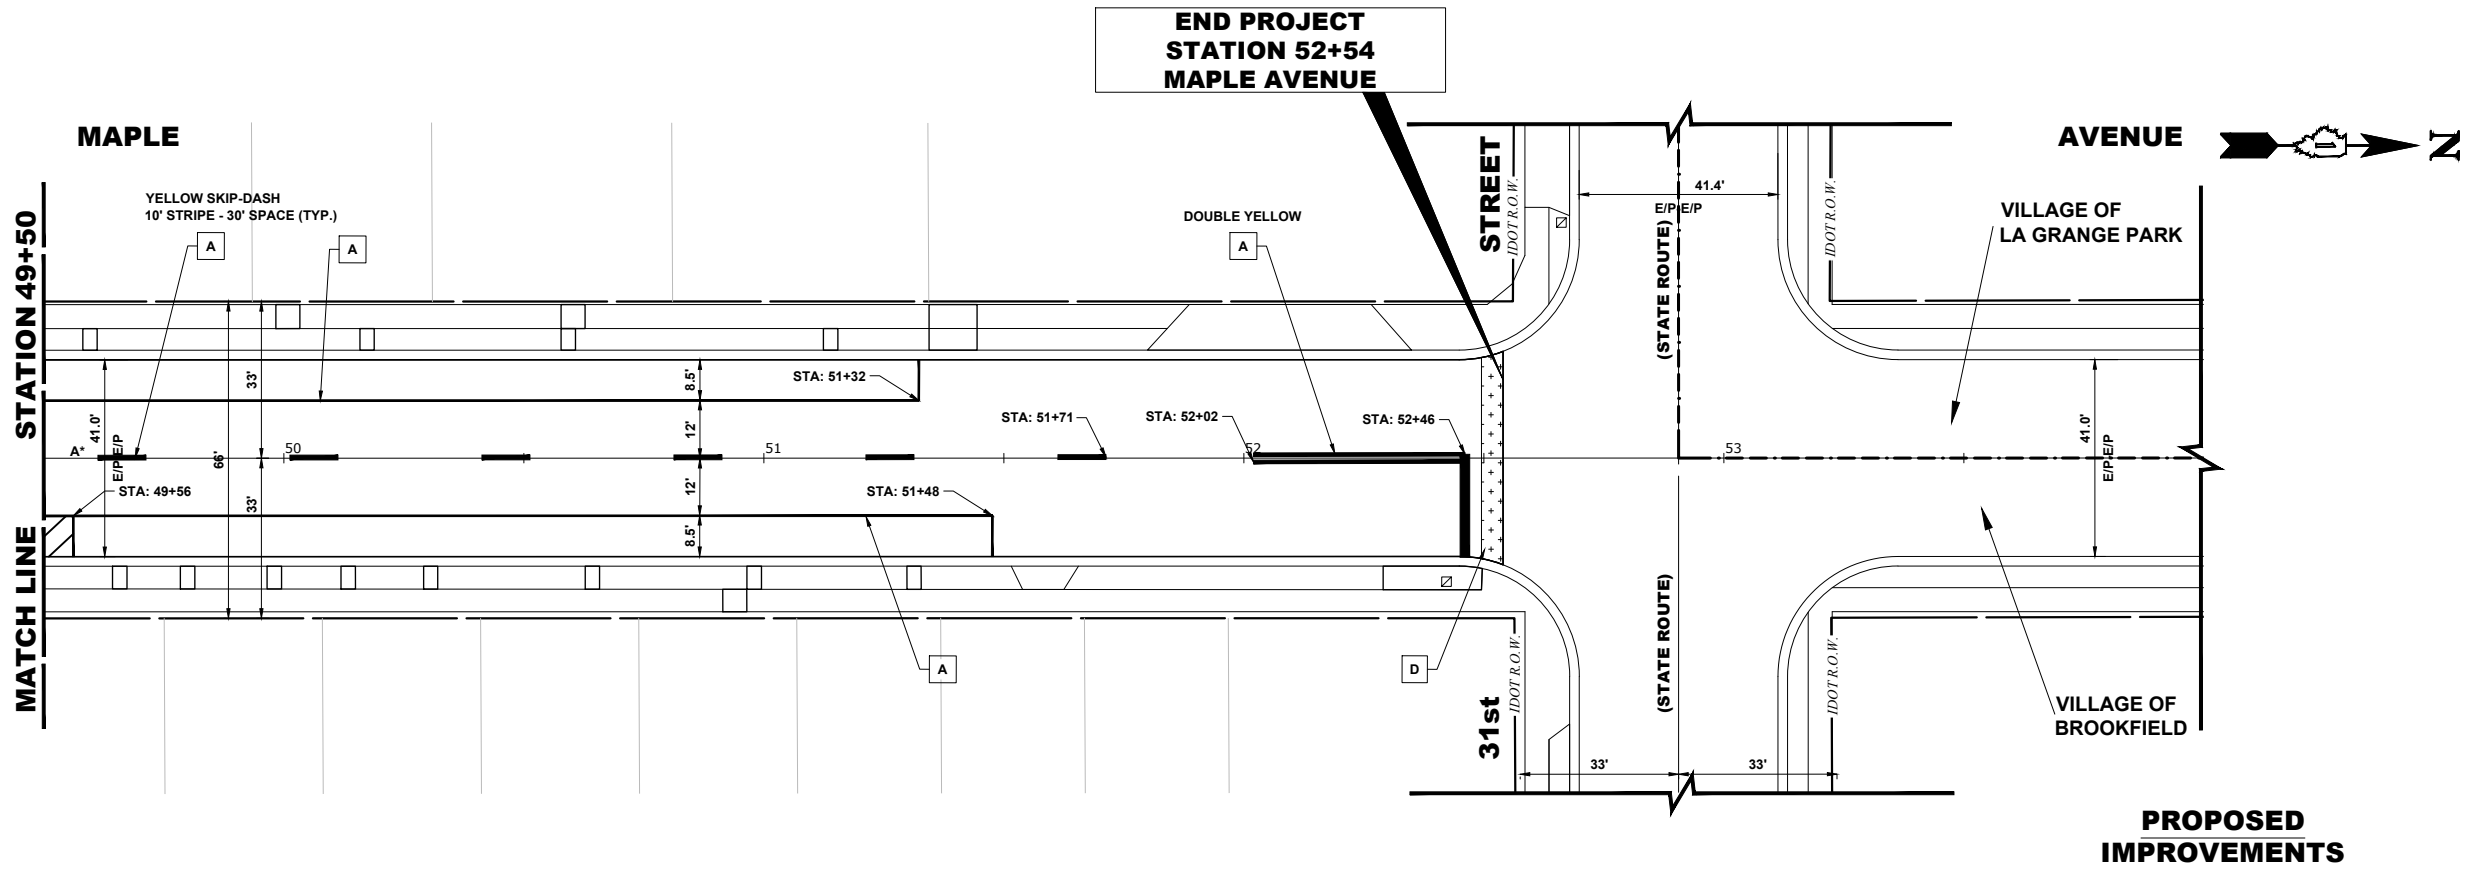 END PROJECT
STATION 52+54
MAPLE AVENUE
MAPLE
AVENUE
N
YELLOW SKIP-DASH
10' STRIPE - 30' SPACE (TYP.)
A
A
DOUBLE YELLOW
A
STREET
IDOT R.O.W.
41.4'
E/P E/P
(STATE ROUTE)
IDOT R.O.W.
VILLAGE OF
LA GRANGE PARK
STATION 49+50
MATCH LINE
41.0'
E/P E/P
66'
33'
33'
8.5'
12'
12'
8.5'
STA: 51+32
STA: 51+71
STA: 52+02
STA: 52+46
A*
50
51
52
53
STA: 49+56
STA: 51+48
41.0'
E/P E/P
A
D
31st
IDOT R.O.W.
(STATE ROUTE)
IDOT R.O.W.
33'
33'
VILLAGE OF
BROOKFIELD
PROPOSED
IMPROVEMENTS